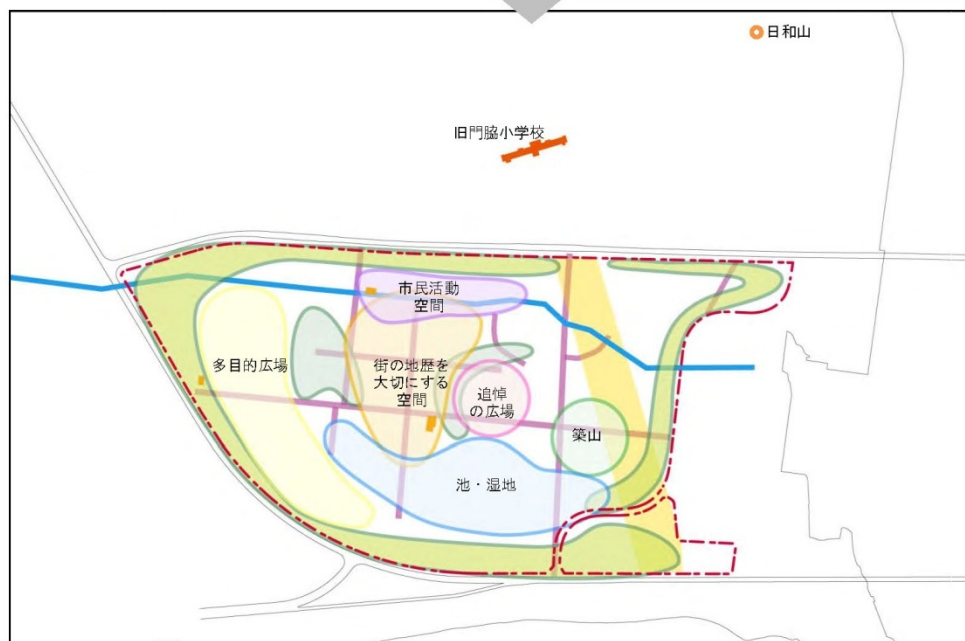 日和山
旧門脇小学校
市民活動
空間
多目的広場
街の地歴を
大切にする
空間
追悼
の広場
築山
池・湿地